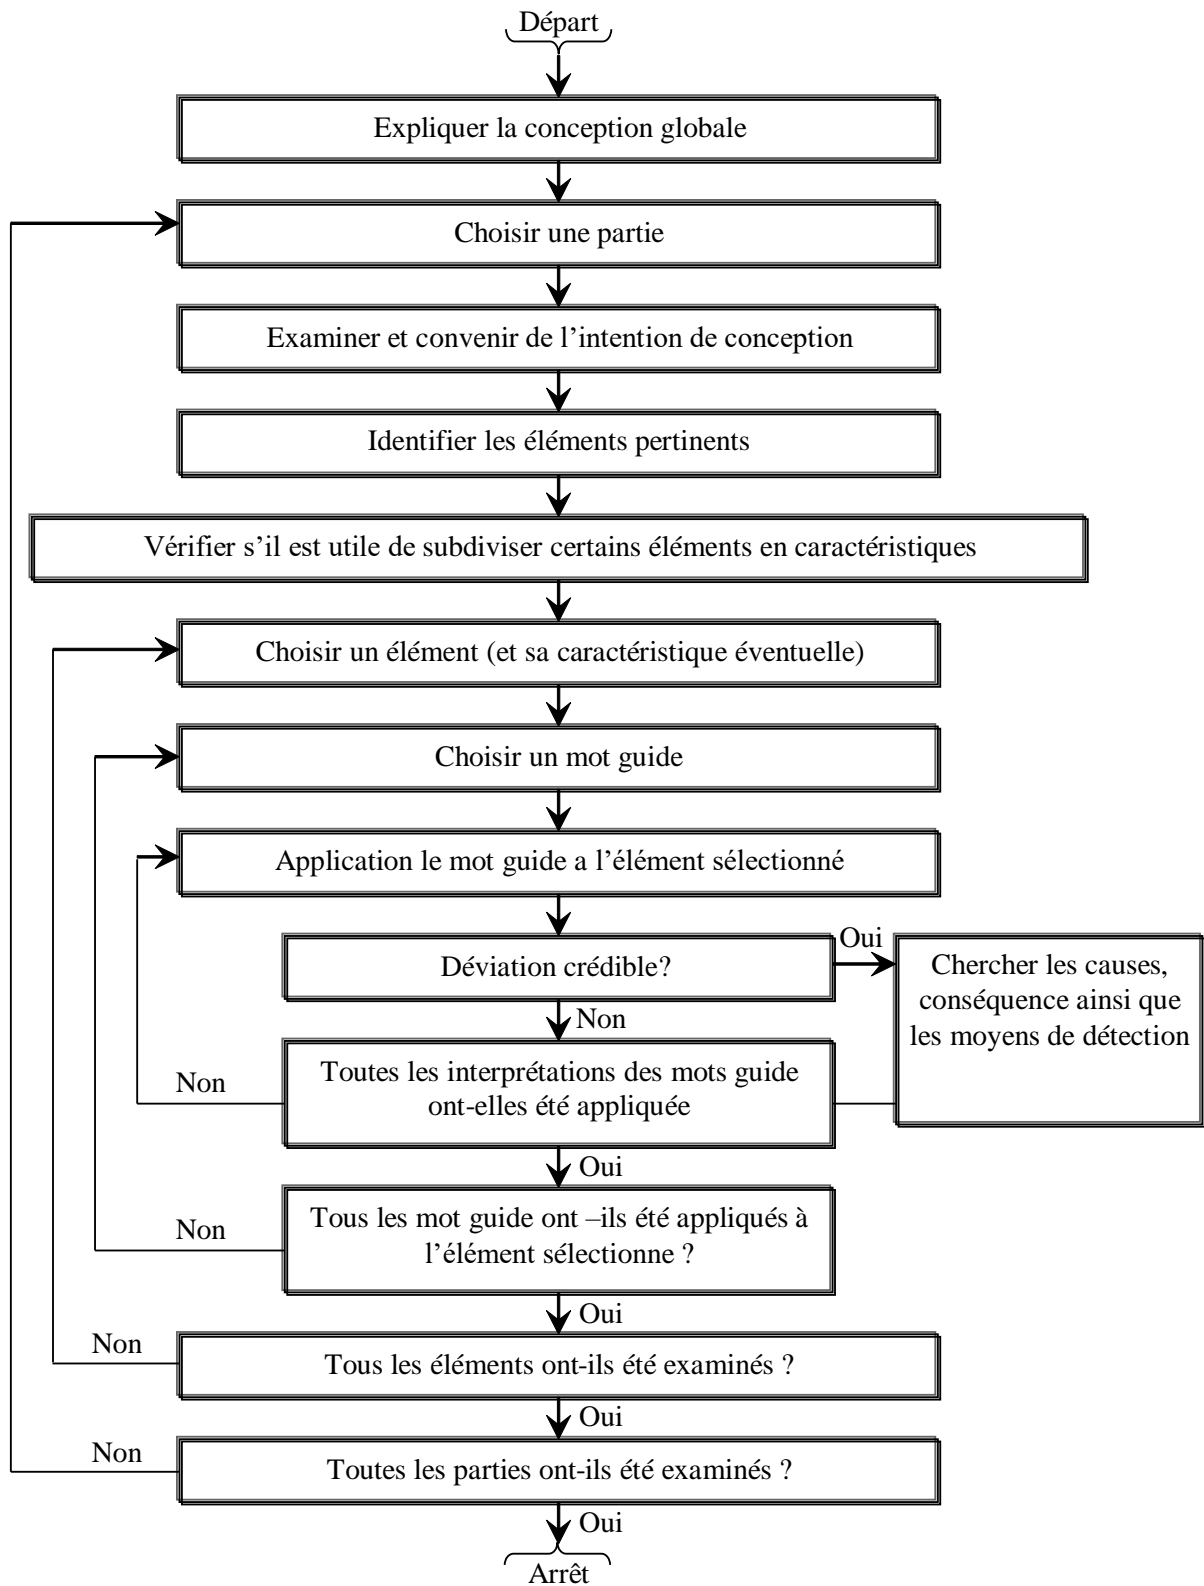 Départ
Expliquer la conception globale
Choisir une partie
Examiner et convenir de l’intention de conception
Identifier les éléments pertinents
Vérifier s’il est utile de subdiviser certains éléments en caractéristiques
Choisir un élément (et sa caractéristique éventuelle)
Choisir un mot guide
Application le mot guide a l’élément sélectionné
Déviation crédible?
Oui
Chercher les causes,
conséquence ainsi que
les moyens de détection
Non
Toutes les interprétations des mots guide
ont-elles été appliquée
Non
Oui
Tous les mot guide ont –ils été appliqués à
l’élément sélectionne ?
Non
Oui
Tous les éléments ont-ils été examinés ?
Non
Oui
Toutes les parties ont-ils été examinés ?
Non
Oui
Arrêt